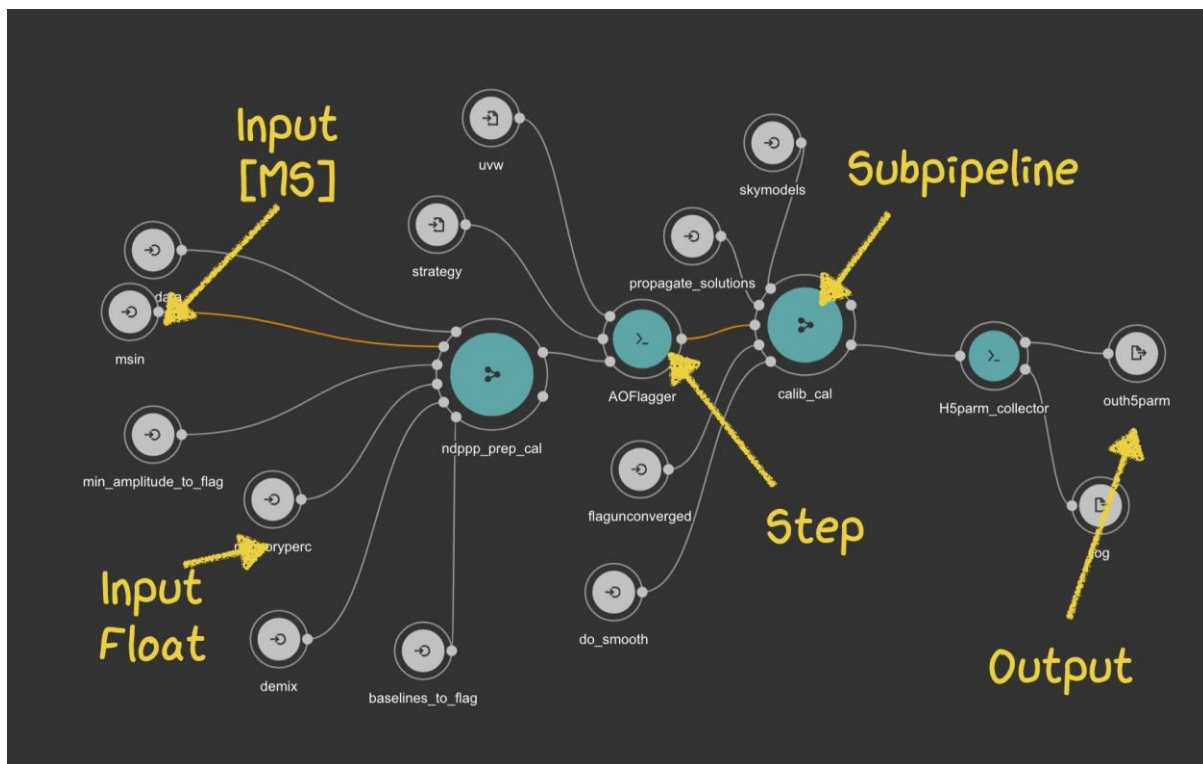 Input
[MS]
uvw
skymodels
Subpipeline
strategy
propagate_solutions
msin
AOFlagger
calib_cal
H5parm_collector
outh5parm
ndppp_prep_cal
min_amplitude_to_flag
flagunconverged
Step
Input
Float
do_smooth
demix
baselines_to_flag
Output